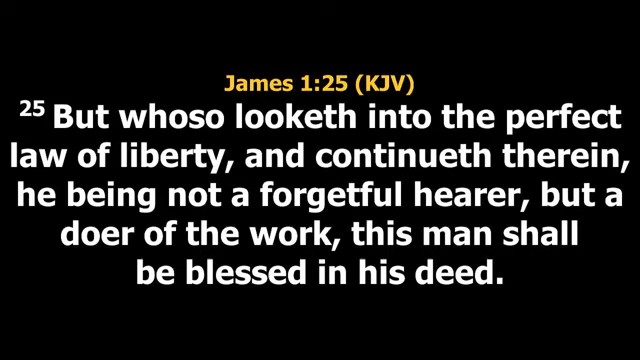 James 1:25 (KJV)
25 But whoso looketh into the perfect
law of liberty, and continueth therein,
he being not a forgetful hearer, but a
doer of the work, this man shall
be blessed in his deed.